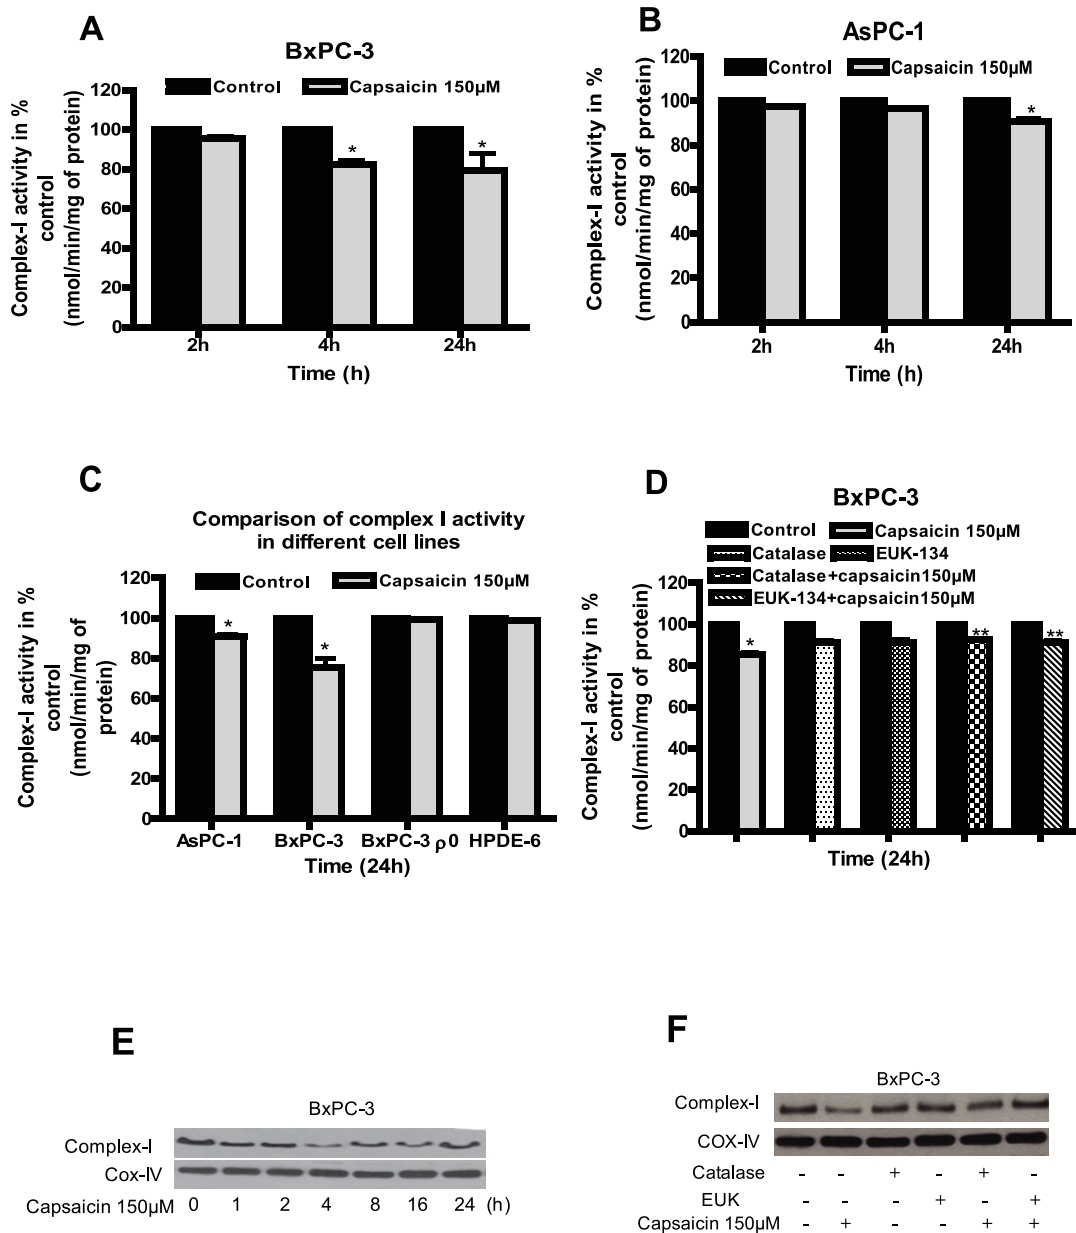 A
BxPC-3
Control Capsaicin 150µM
Complex-I activity in %
control
(nmol/min/mg of protein)
120
100
80
60
40
20
0
*
*
2h 4h 24h
Time (h)
B
AsPC-1
Control Capsaicin 150µM
Complex-I activity in %
control
(nmol/min/mg of protein)
120
100
80
60
40
20
0
*
2h 4h 24h
Time (h)
C
Comparison of complex I activity
in different cell lines
Control Capsaicin 150µM
Complex-I activity in %
control
(nmol/min/mg of
protein)
120
100
80
60
40
20
0
*
*
AsPC-1 BxPC-3 BxPC-3 ρ0 HPDE-6
Time (24h)
D
BxPC-3
Control Capsaicin 150µM
Catalase EUK-134
Catalase+capsaicin150µM
EUK-134+capsaicin150µM
Complex-I activity in %
control
(nmol/min/mg of protein)
120
100
80
60
40
20
0
* ** **
Time (24h)
E
BxPC-3
Complex-I
Cox-IV
Capsaicin 150µM 0 1 2 4 8 16 24 (h)
F
BxPC-3
Complex-I
COX-IV
Catalase - - + - + -
EUK - - - + - +
Capsaicin 150µM - + - - + +